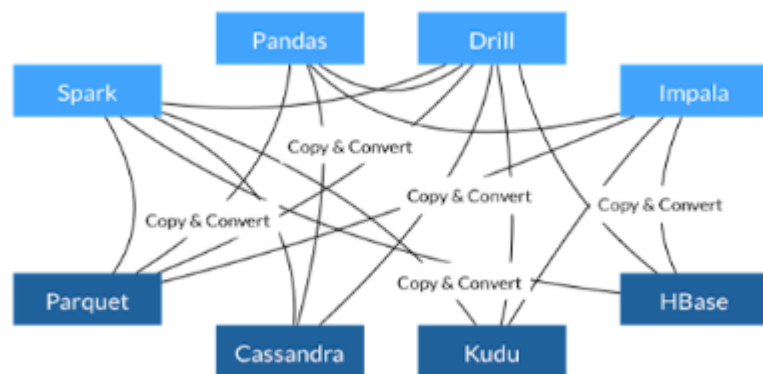 Pandas
Drill
Spark
Impala
Copy & Convert
Copy & Convert
Copy & Convert
Copy & Convert
Copy & Convert
Parquet
HBase
Cassandra
Kudu